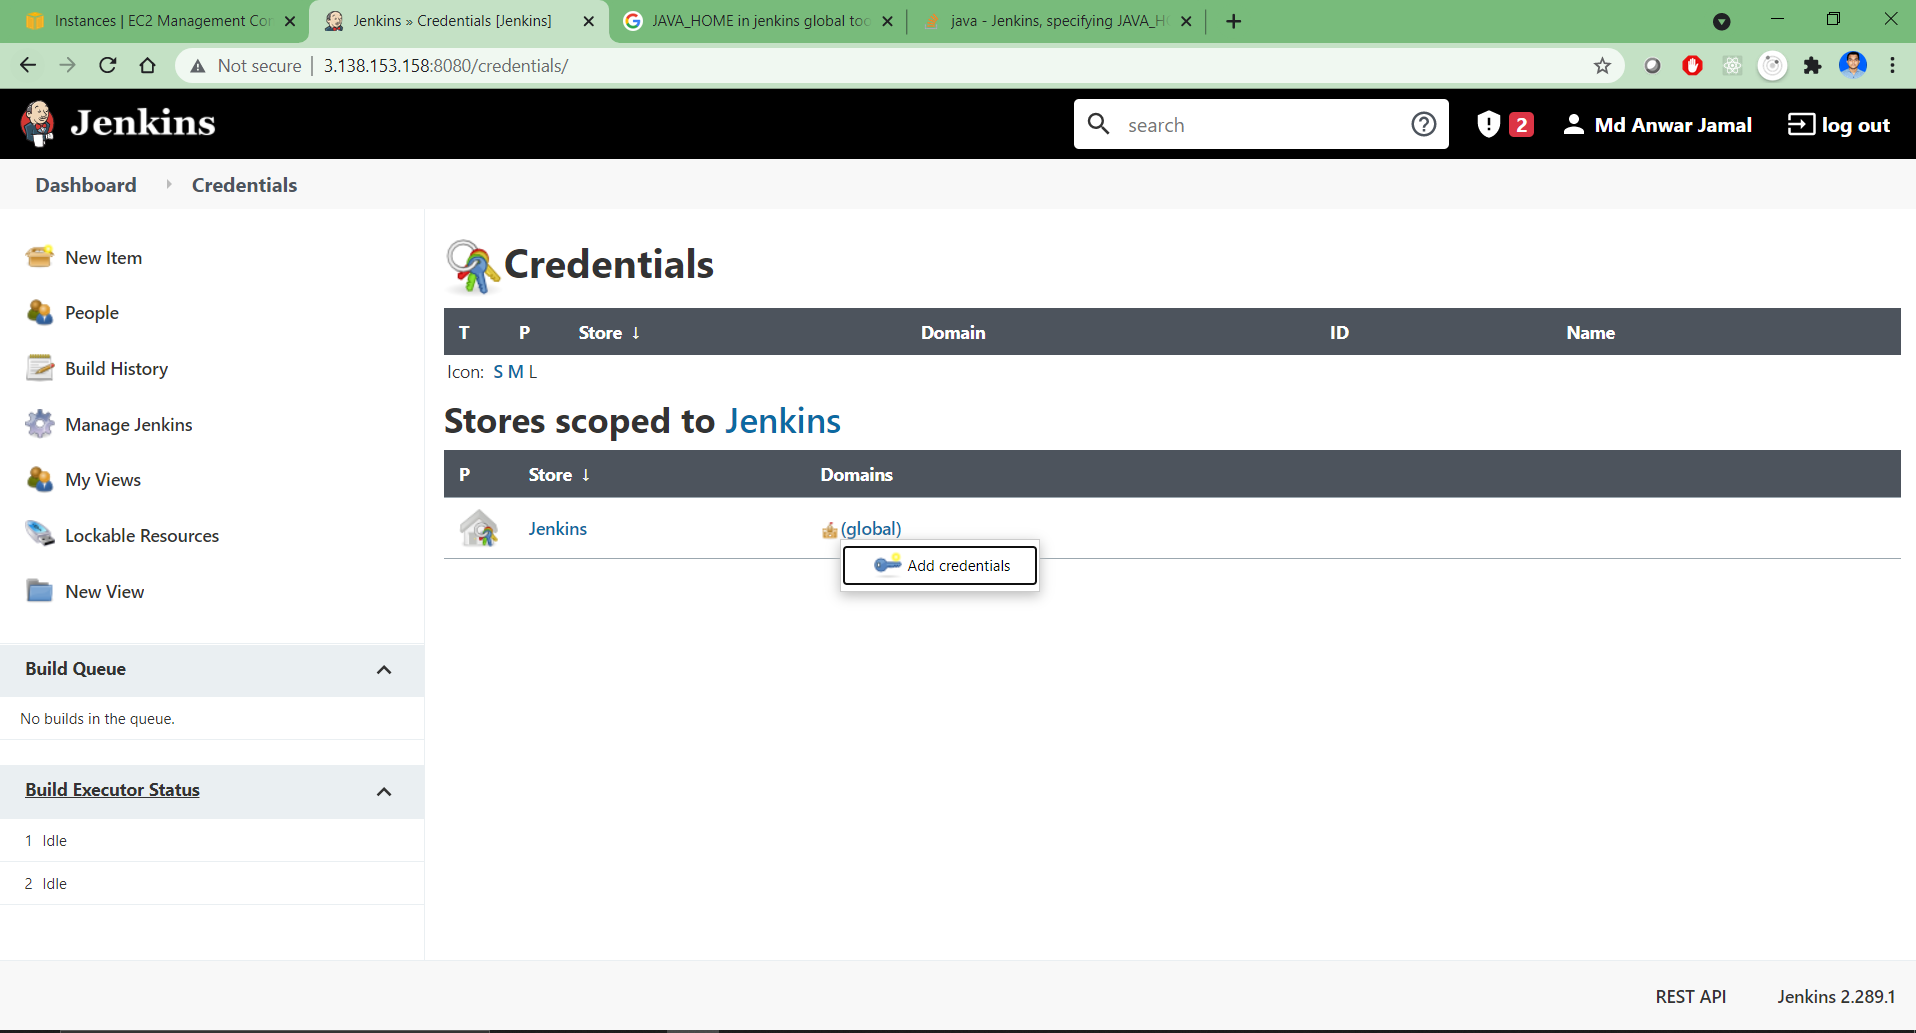 Instances | EC2 Management Con
Jenkins » Credentials [Jenkins]
JAVA_HOME in jenkins global too
java - Jenkins, specifying JAVA_HO
Not secure | 3.138.153.158:8080/credentials/
Jenkins
search
2
Md Anwar Jamal
log out
Dashboard
Credentials
New Item
People
Build History
Manage Jenkins
My Views
Lockable Resources
New View
Build Queue
No builds in the queue.
Build Executor Status
1 Idle
2 Idle
Credentials
T P Store ↓ Domain ID Name
Icon: S M L
Stores scoped to Jenkins
P Store ↓ Domains
Jenkins (global)
Add credentials
REST API
Jenkins 2.289.1